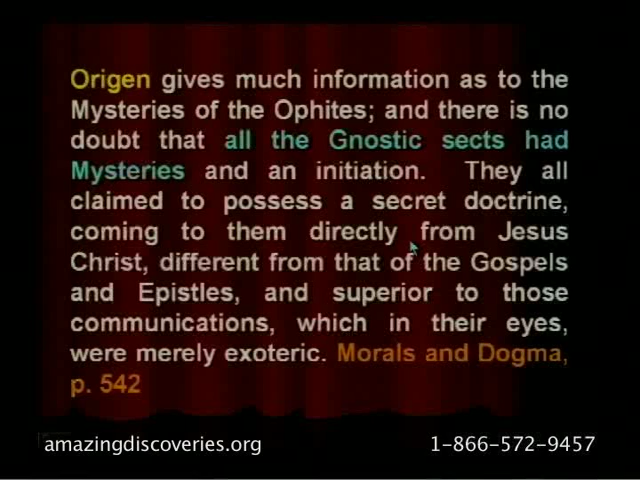 Origen gives much information as to the
Mysteries of the Ophites; and there is no
doubt that all the Gnostic sects had
Mysteries and an initiation. They all
claimed to possess a secret doctrine,
coming to them directly from Jesus
Christ, different from that of the Gospels
and Epistles, and superior to those
communications, which in their eyes,
were merely exoteric. Morals and Dogma,
p. 542
amazingdiscoveries.org 1-866-572-9457